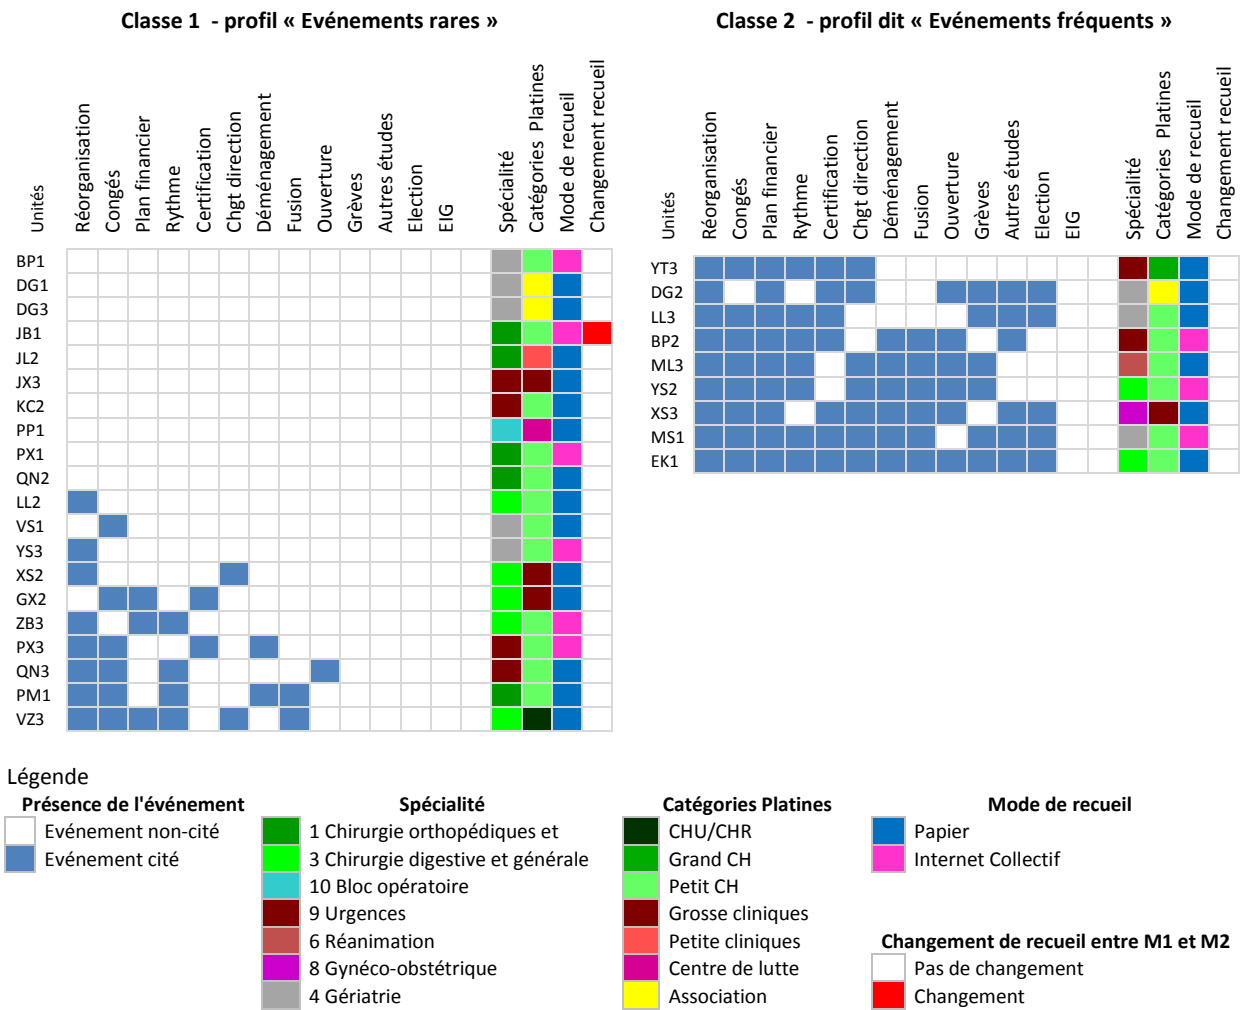 Classe 1 - profil « Evénements rares »
Classe 2 - profil dit « Evénements fréquents »
Unités
Réorganisation
Congés
Plan financier
Rythme
Certification
Chgt direction
Déménagement
Fusion
Ouverture
Grèves
Autres études
Election
EIG
Spécialité
Catégories Platines
Mode de recueil
Changement recueil
Unités
Réorganisation
Congés
Plan financier
Rythme
Certification
Chgt direction
Déménagement
Fusion
Ouverture
Grèves
Autres études
Election
EIG
Spécialité
Catégories Platines
Mode de recueil
Changement recueil
BP1
DG1
DG3
JB1
JL2
JX3
KC2
PP1
PX1
QN2
LL2
VS1
YS3
XS2
GX2
ZB3
PX3
QN3
PM1
VZ3
YT3
DG2
LL3
BP2
ML3
YS2
XS3
MS1
EK1
Légende
Présence de l'événement
Evénement non-cité
Evénement cité
Spécialité
1 Chirurgie orthopédiques et
3 Chirurgie digestive et générale
10 Bloc opératoire
9 Urgences
6 Réanimation
8 Gynéco-obstétrique
4 Gériatrie
Catégories Platines
CHU/CHR
Grand CH
Petit CH
Grosse cliniques
Petite cliniques
Centre de lutte
Association
Mode de recueil
Papier
Internet Collectif
Changement de recueil entre M1 et M2
Pas de changement
Changement